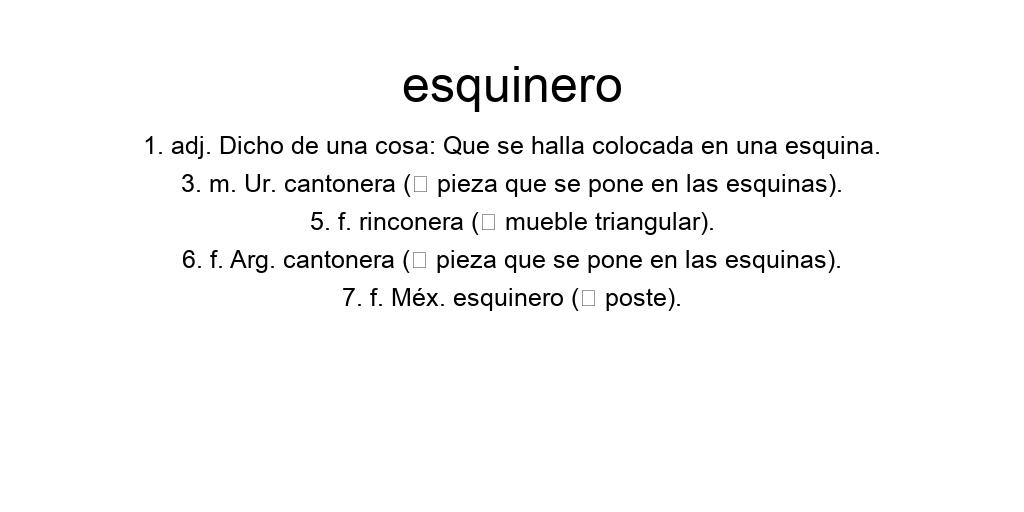 esquinero
1. adj. Dicho de una cosa: Que se halla colocada en una esquina.
3. m. Ur. cantonera (□ pieza que se pone en las esquinas).
5. f. rinconera (□ mueble triangular).
6. f. Arg. cantonera (□ pieza que se pone en las esquinas).
7. f. Méx. esquinero (□ poste).